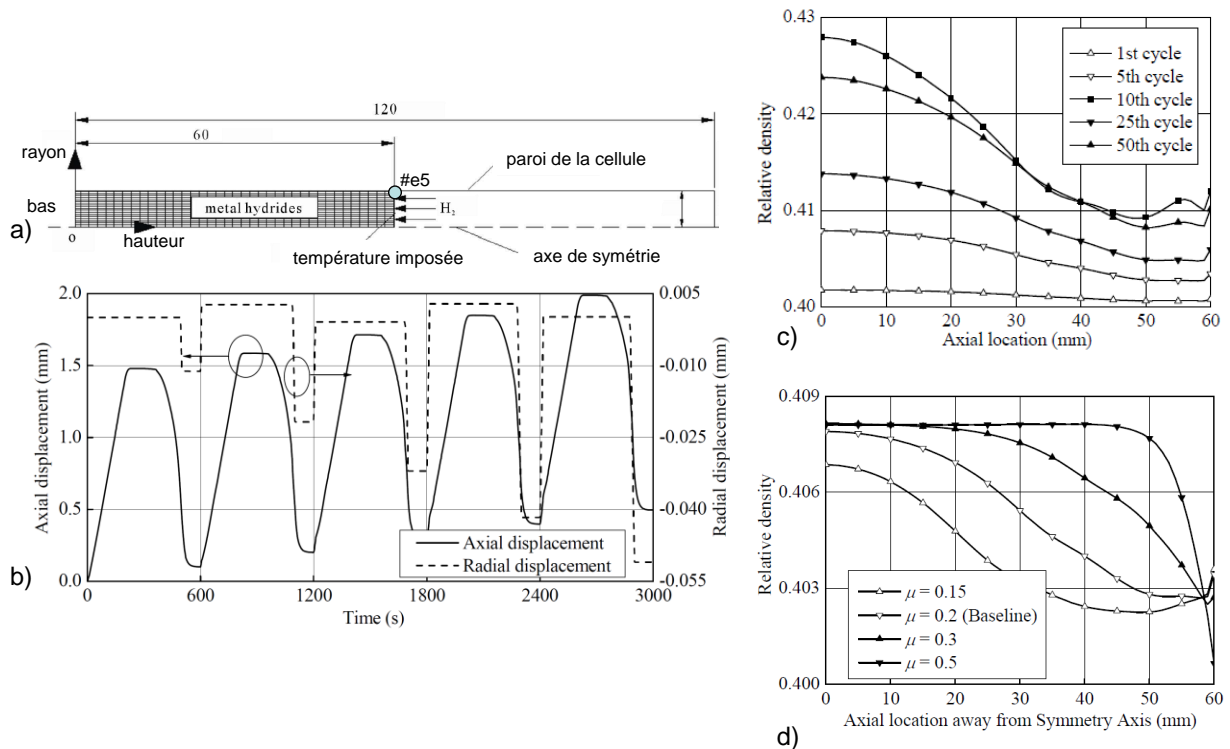 120
60
rayon
#e5
paroi de la cellule
bas
metal hydrides
H2
a)
o
hauteur
température imposée
axe de symétrie
2.0
1.5
1.0
0.5
0.0
Axial displacement (mm)
0.005
-0.010
-0.025
-0.040
-0.055
Radial displacement (mm)
Axial displacement
Radial displacement
b)
0
600
1200
1800
2400
3000
Time (s)
0.43
0.42
0.41
0.40
Relative density
1st cycle
5th cycle
10th cycle
25th cycle
50th cycle
0
10
20
30
40
50
60
c)
Axial location (mm)
0.409
0.406
0.403
0.400
Relative density
μ = 0.15
μ = 0.2 (Baseline)
μ = 0.3
μ = 0.5
0
10
20
30
40
50
60
Axial location away from Symmetry Axis (mm)
d)